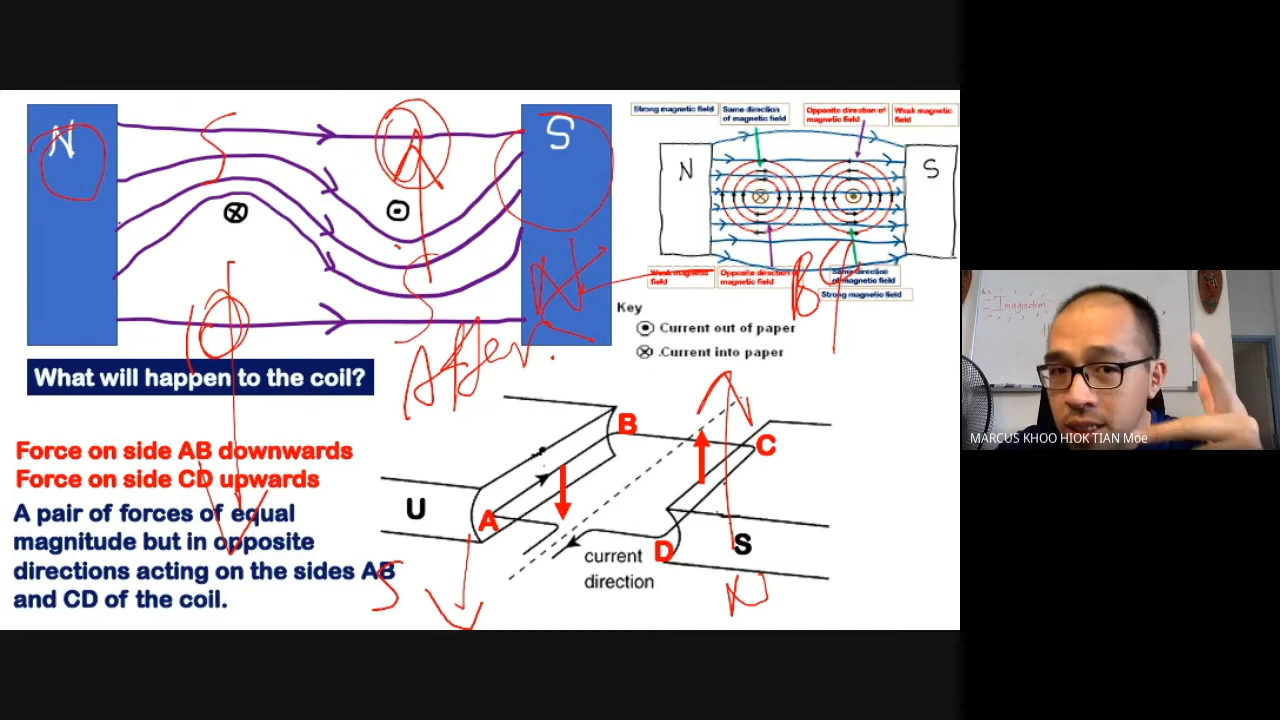 N
S
S
S
After.
What will happen to the coil?
Force on side AB downwards
Force on side CD upwards
A pair of forces of equal
magnitude but in opposite
directions acting on the sides AB
and CD of the coil.
Strong magnetic field
Same direction
of magnetic field
Opposite direction of
magnetic field
Weak magnetic
field
N
S
Weak magnetic
field
Opposite direction of
magnetic field
Same direction
of magnetic field
Strong magnetic field
Key
Current out of paper
.Current into paper
B
C
U
A
D
S
current
direction
S
N
Imagination
MARCUS KHOO HIOK TIAN Moe